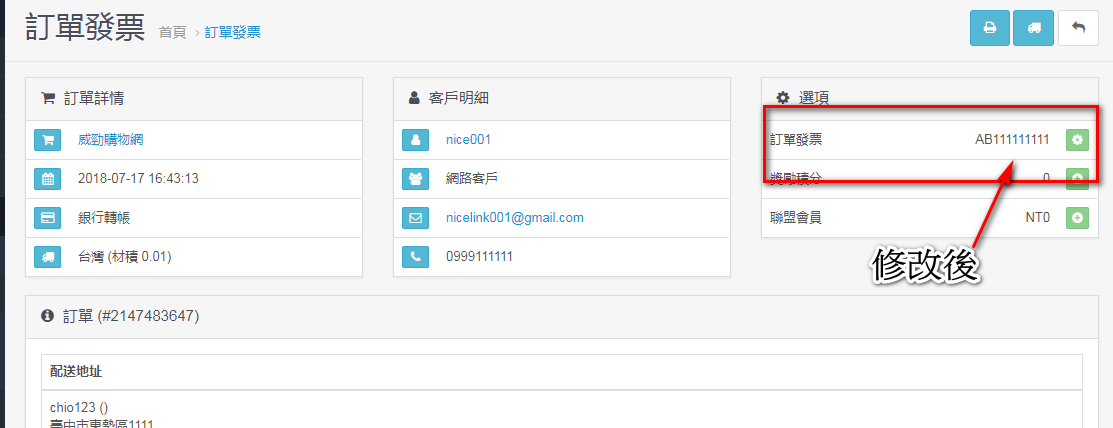 訂單發票 首頁 › 訂單發票
訂單詳情
威勁購物網
2018-07-17 16:43:13
銀行轉帳
台灣 (材積 0.01)
客戶明細
nice001
網路客戶
nicelink001@gmail.com
0999111111
選項
訂單發票 AB111111111
獎勵積分 0
聯盟會員 NT0
修改後
訂單 (#2147483647)
配送地址
chio123 ()
臺中市東勢區1111